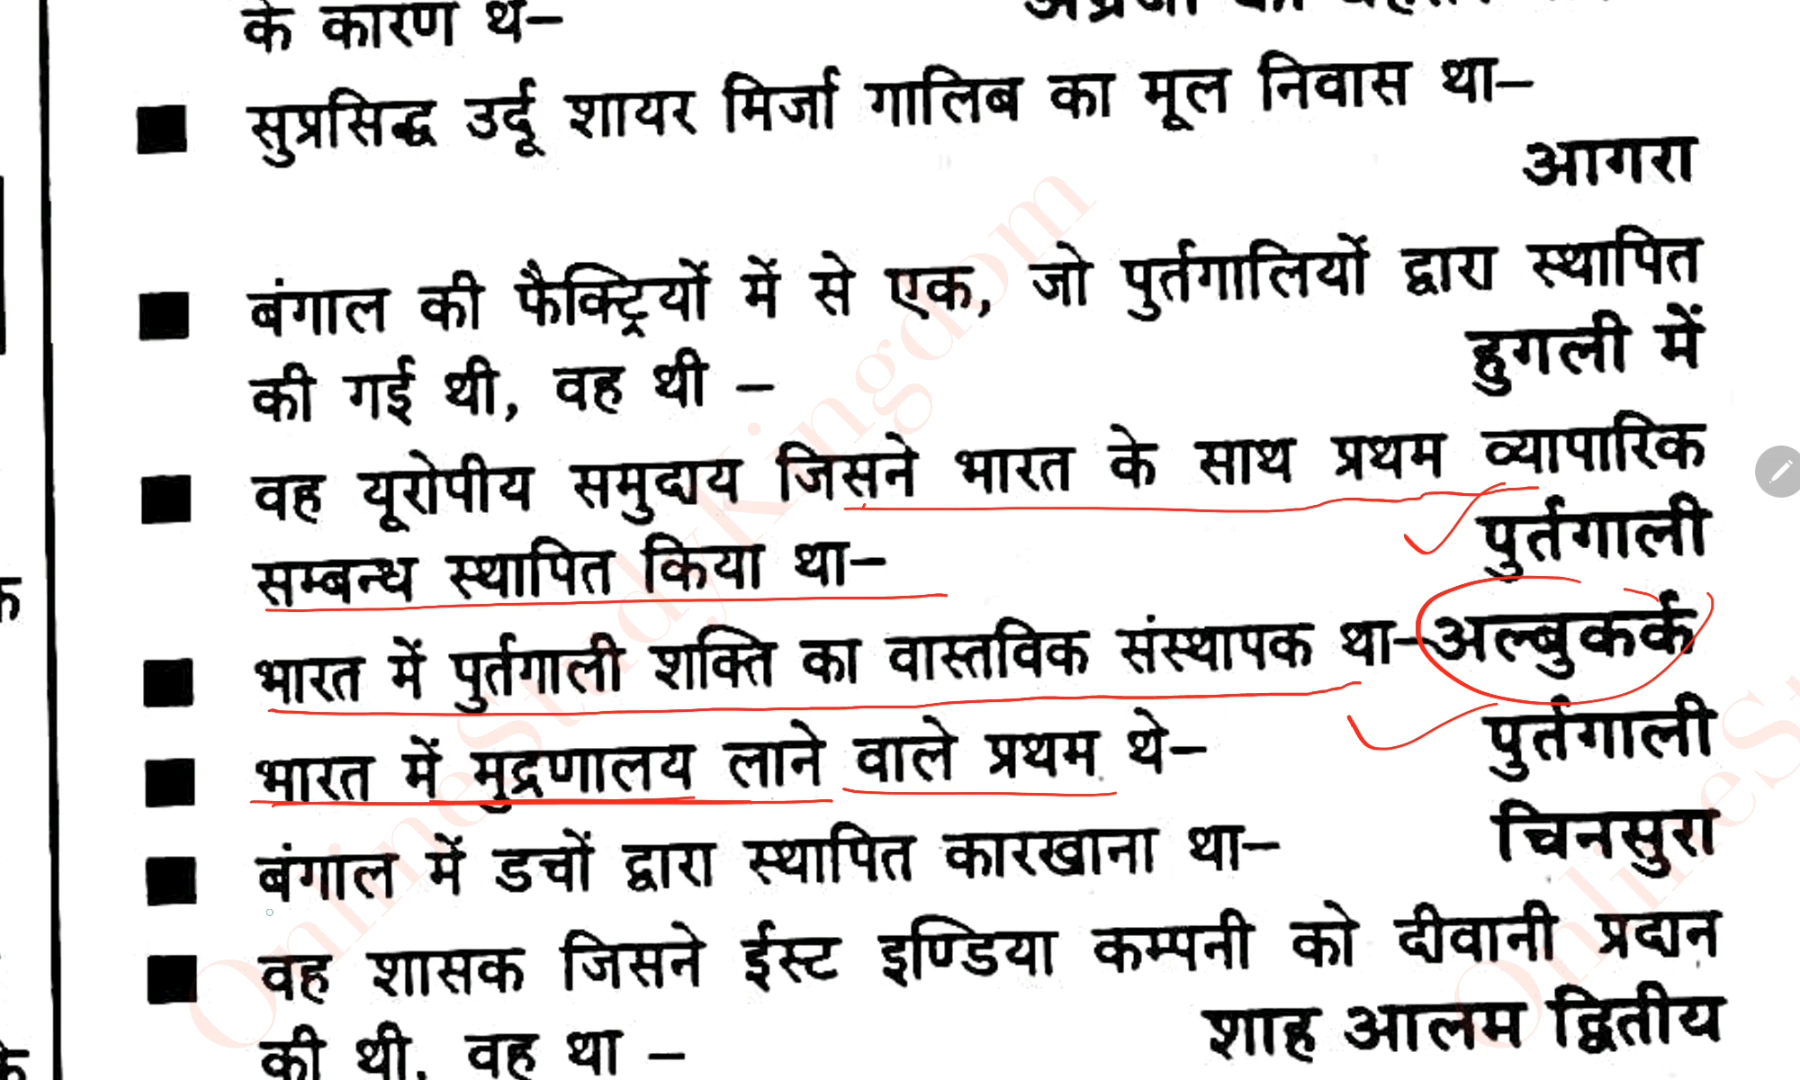 के कारण थे–
सुप्रसिद्ध उर्दू शायर मिर्जा गालिब का मूल निवास था–
आगरा
बंगाल की फैक्ट्रियों में से एक, जो पुर्तगालियों द्वारा स्थापित
की गई थी, वह थी – हुगली में
वह यूरोपीय समुदाय जिसने भारत के साथ प्रथम व्यापारिक
सम्बन्ध स्थापित किया था– पुर्तगाली
भारत में पुर्तगाली शक्ति का वास्तविक संस्थापक था–अल्बुकर्क
भारत में मुद्रणालय लाने वाले प्रथम थे– पुर्तगाली
बंगाल में डचों द्वारा स्थापित कारखाना था– चिनसुरा
वह शासक जिसने ईस्ट इण्डिया कम्पनी को दीवानी प्रदान
की थी, वह था – शाह आलम द्वितीय
OnlineStudyKingdom
OnlineSt